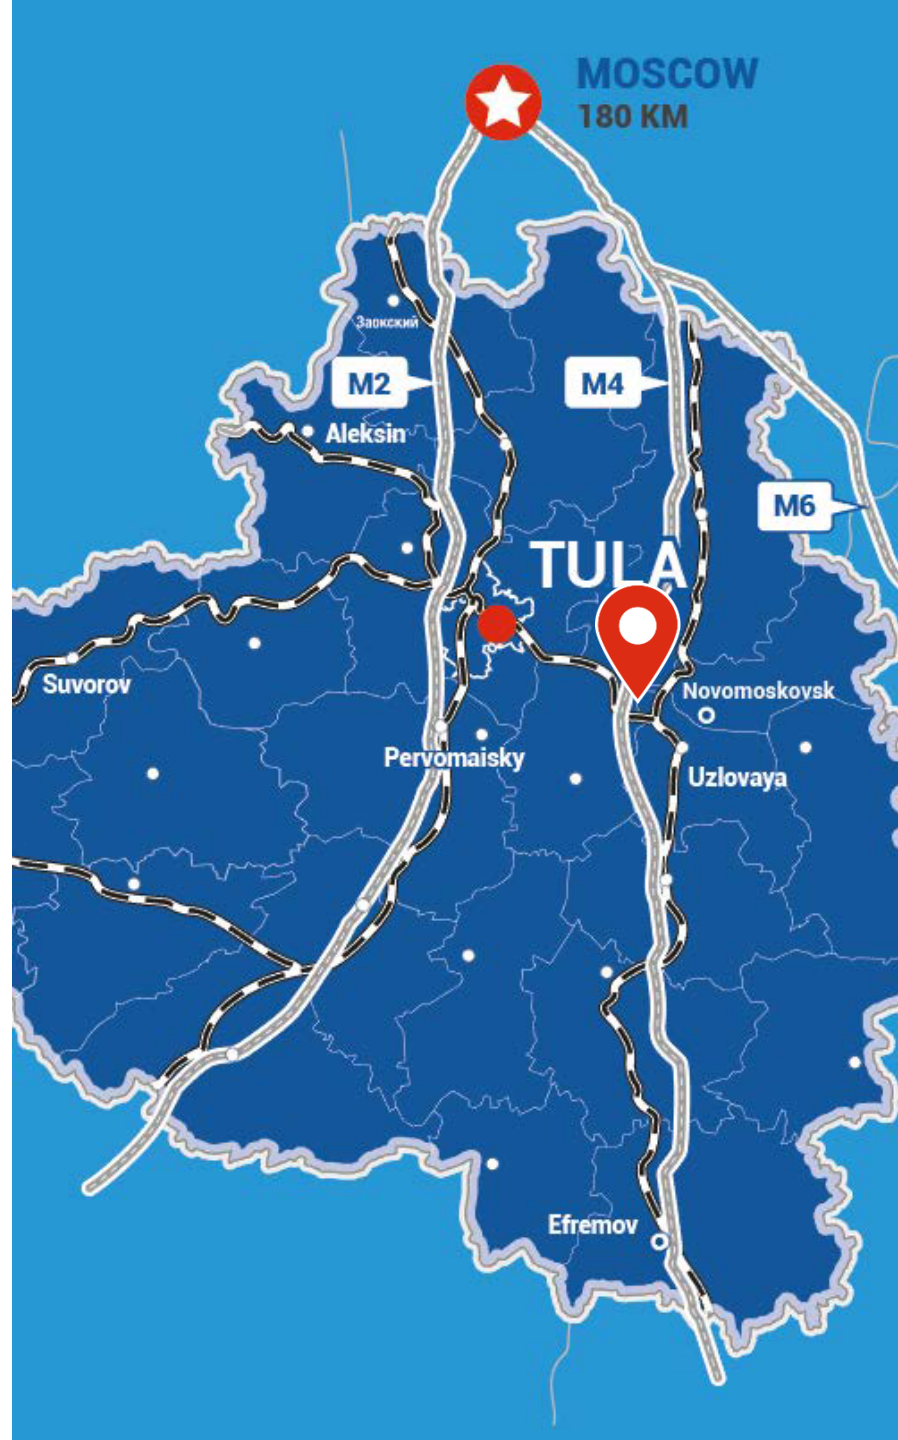 MOSCOW
180 KM
Заокский
M2
M4
Aleksin
M6
TULA
Suvorov
Novomoskovsk
Pervomaisky
Uzlovaya
Efremov